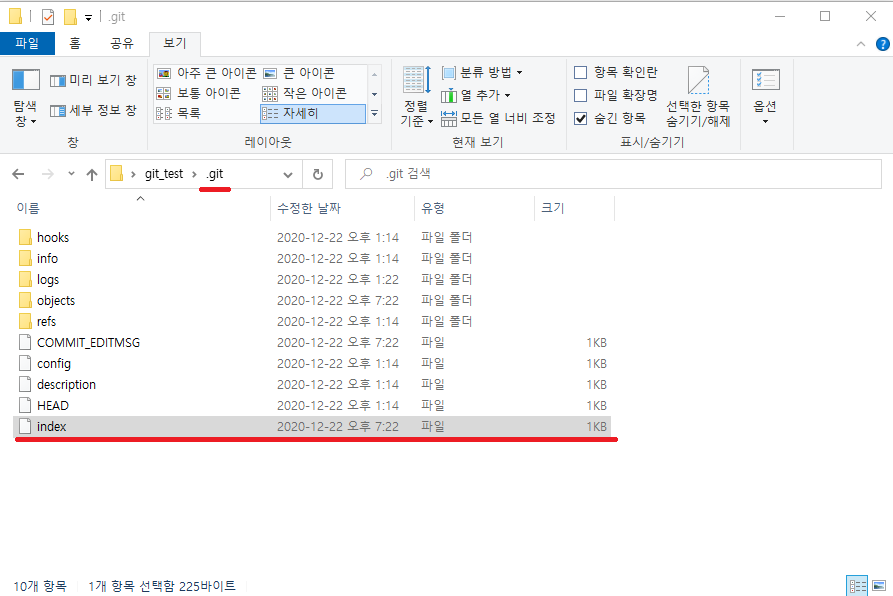 .git
파일 홈 공유 보기
탐색 창
미리 보기 창
세부 정보 창
창
아주 큰 아이콘 큰 아이콘
보통 아이콘 작은 아이콘
목록 자세히
레이아웃
정렬 기준
분류 방법
열 추가
모든 열 너비 조정
현재 보기
항목 확인란
파일 확장명
숨긴 항목
선택한 항목
숨기기/해제
표시/숨기기
옵션
git_test .git
.git 검색
이름 수정한 날짜 유형 크기
hooks 2020-12-22 오후 1:14 파일 폴더
info 2020-12-22 오후 1:14 파일 폴더
logs 2020-12-22 오후 1:22 파일 폴더
objects 2020-12-22 오후 7:22 파일 폴더
refs 2020-12-22 오후 1:14 파일 폴더
COMMIT_EDITMSG 2020-12-22 오후 7:22 파일 1KB
config 2020-12-22 오후 1:14 파일 1KB
description 2020-12-22 오후 1:14 파일 1KB
HEAD 2020-12-22 오후 1:14 파일 1KB
index 2020-12-22 오후 7:22 파일 1KB
10개 항목 1개 항목 선택함 225바이트